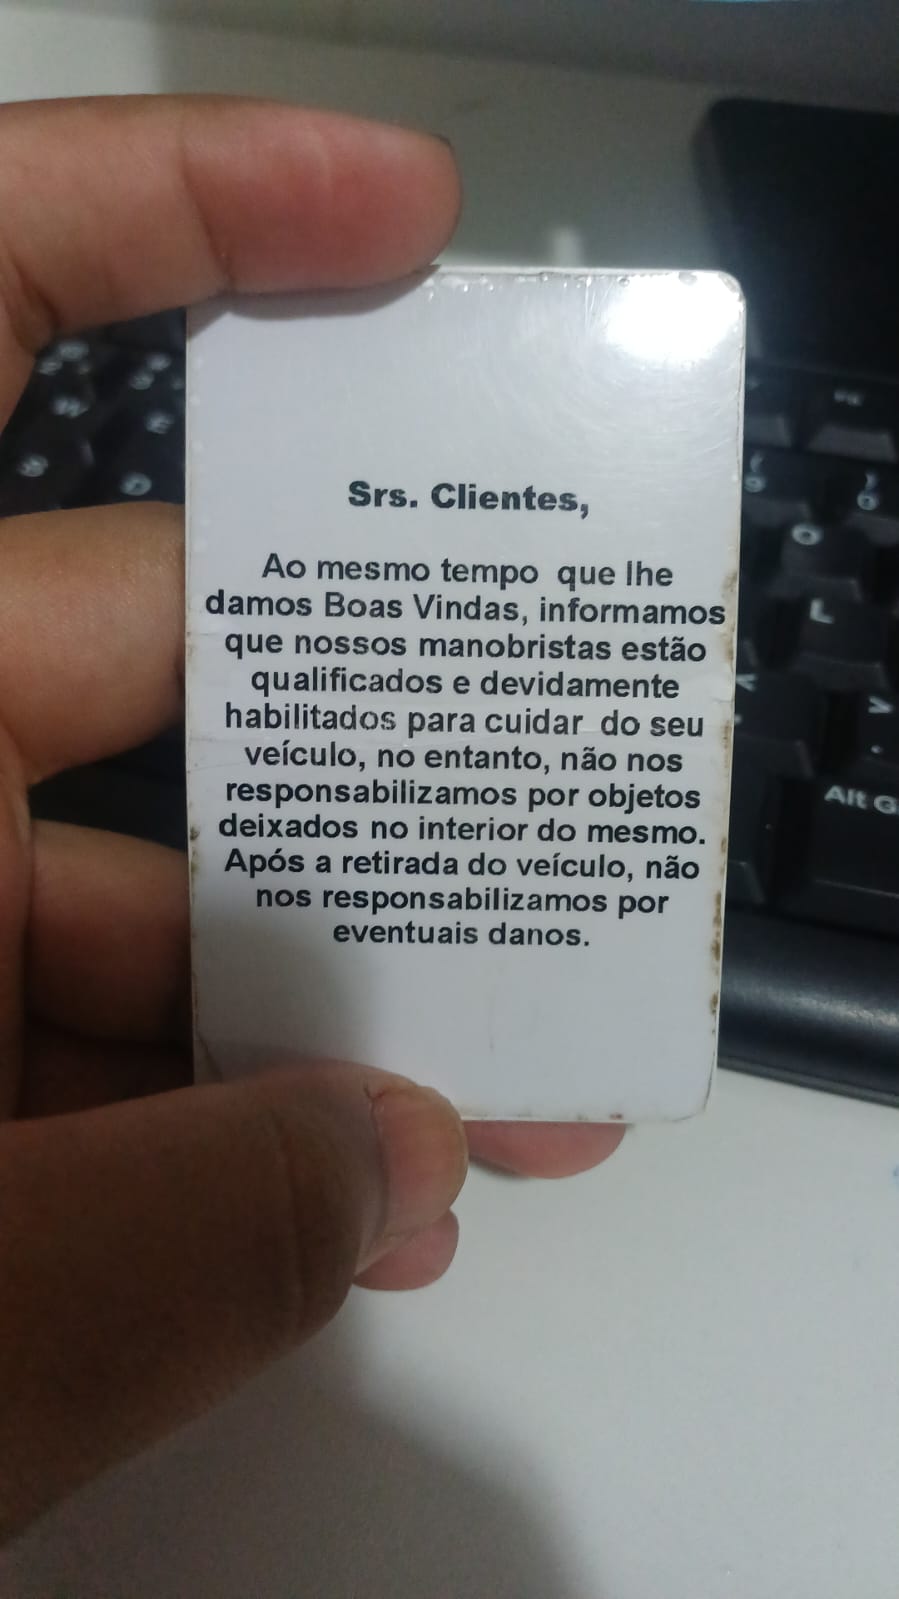 Srs. Clientes,
Ao mesmo tempo que lhe
damos Boas Vindas, informamos
que nossos manobristas estão
qualificados e devidamente
habilitados para cuidar do seu
veículo, no entanto, não nos
responsabilizamos por objetos
deixados no interior do mesmo.
Após a retirada do veículo, não
nos responsabilizamos por
eventuais danos.
O
L
Alt G